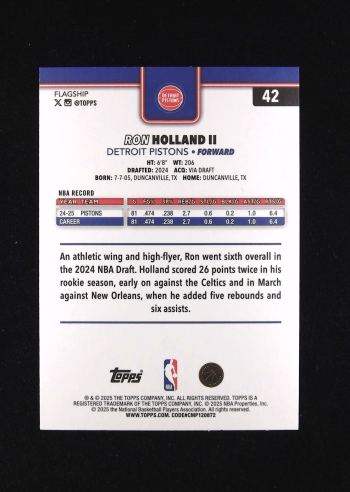 FLAGSHIP
@TOPPS
DETROIT
PISTONS
42
RON HOLLAND II
DETROIT PISTONS • FORWARD
HT: 6'8" WT: 206
DRAFTED: 2024 ACQ: VIA DRAFT
BORN: 7-7-05, DUNCANVILLE, TX HOME: DUNCANVILLE, TX
NBA RECORD
YEAR TEAM
24-25 PISTONS 81 .474 .238 2.7 0.6 0.2 1.0 6.4
CAREER 81 .474 .238 2.7 0.6 0.2 1.0 6.4
An athletic wing and high-flyer, Ron went sixth overall in
the 2024 NBA Draft. Holland scored 26 points twice in his
rookie season, early on against the Celtics and in March
against New Orleans, when he added five rebounds and
six assists.
Topps
NBA
® & © 2025 THE TOPPS COMPANY, INC. ALL RIGHTS RESERVED. TOPPS IS A
REGISTERED TRADEMARK OF THE TOPPS COMPANY, INC. © 2025 NBA Properties, Inc.
© 2025 the National Basketball Players Association. All rights reserved.
WWW.TOPPS.COM. CODE#CMP120872